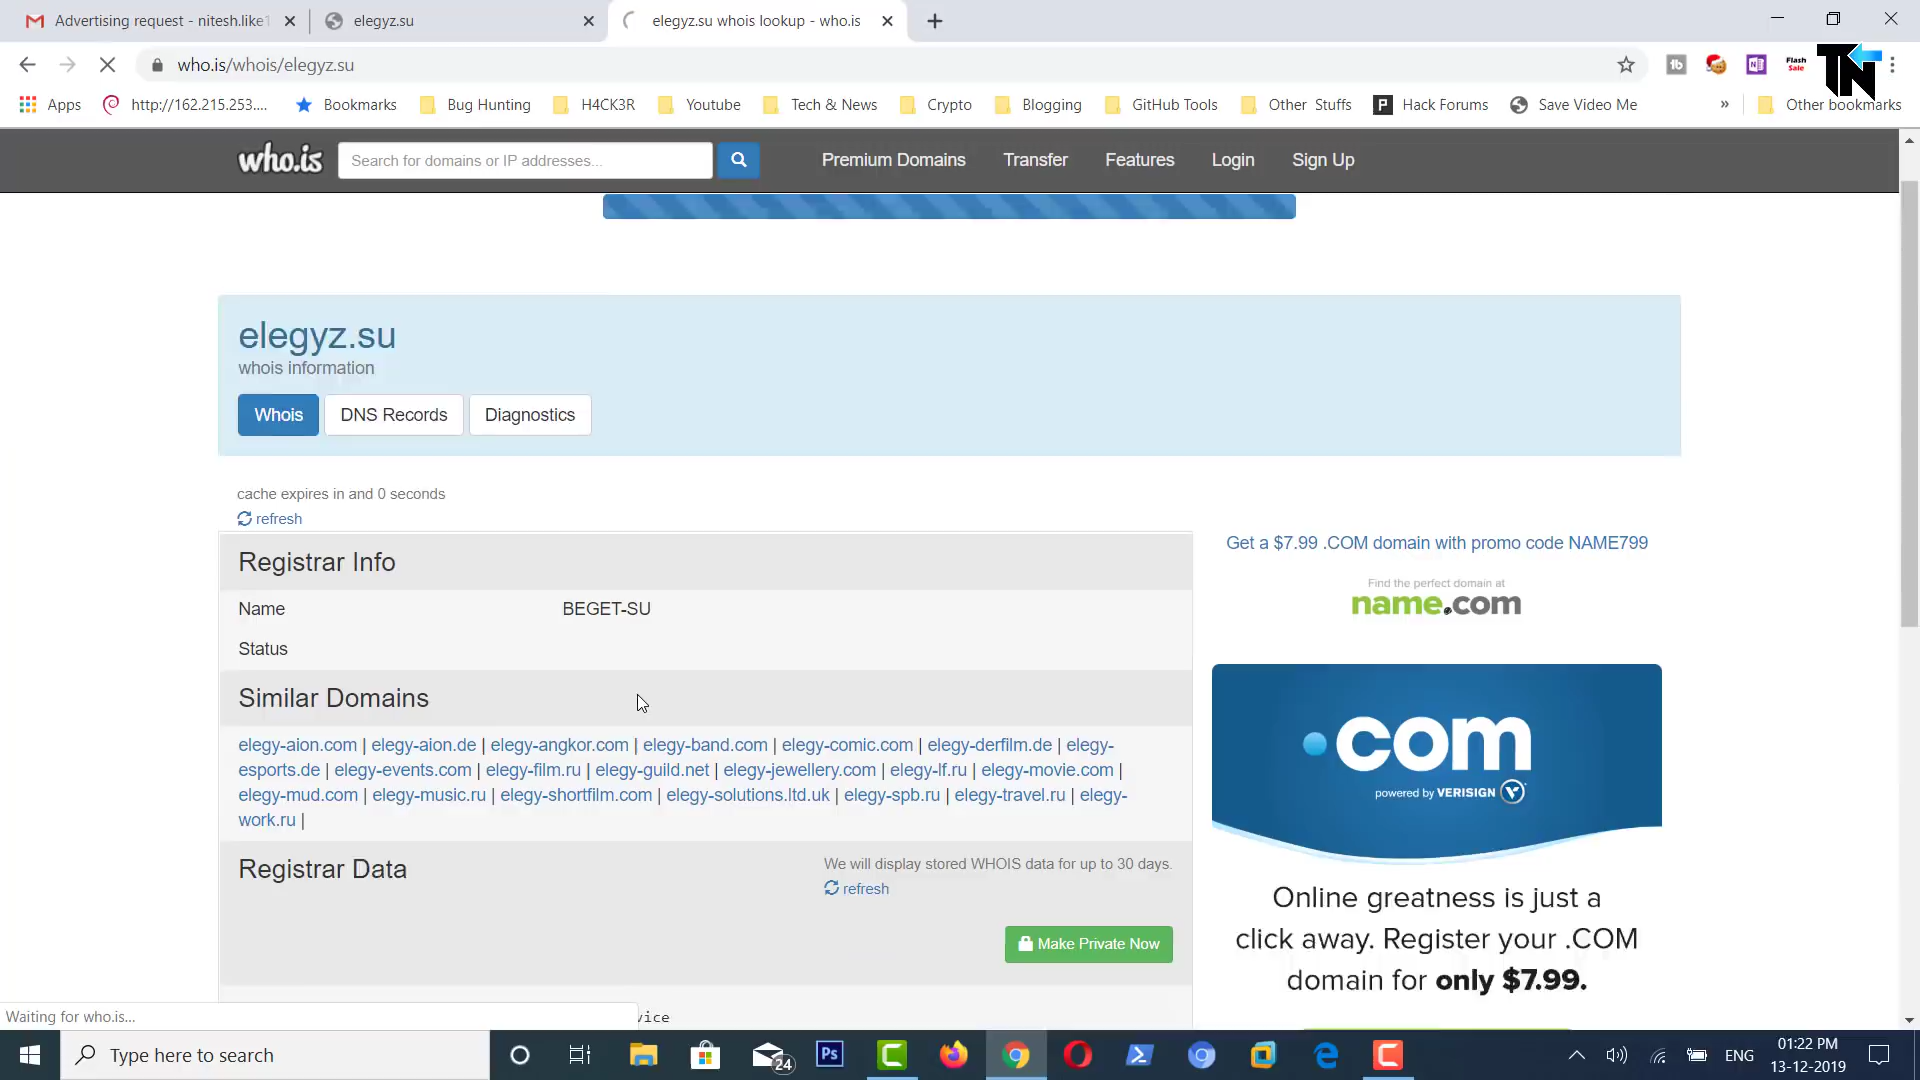 Advertising request - nitesh.like1
elegyz.su
elegyz.su whois lookup - who.is
who.is/whois/elegyz.su
Flash Sale
TN
Apps
http://162.215.253....
Bookmarks
Bug Hunting
H4CK3R
Youtube
Tech & News
Crypto
Blogging
GitHub Tools
Other Stuffs
Hack Forums
Save Video Me
»
Other bookmarks
who.is
Search for domains or IP addresses...
Premium Domains
Transfer
Features
Login
Sign Up
elegyz.su
whois information
Whois
DNS Records
Diagnostics
cache expires in and 0 seconds
refresh
Registrar Info
Name BEGET-SU
Status
Similar Domains
elegy-aion.com | elegy-aion.de | elegy-angkor.com | elegy-band.com | elegy-comic.com | elegy-derfilm.de | elegy-
esports.de | elegy-events.com | elegy-film.ru | elegy-guild.net | elegy-jewellery.com | elegy-lf.ru | elegy-movie.com |
elegy-mud.com | elegy-music.ru | elegy-shortfilm.com | elegy-solutions.ltd.uk | elegy-spb.ru | elegy-travel.ru | elegy-
work.ru |
Registrar Data
We will display stored WHOIS data for up to 30 days.
refresh
Make Private Now
Get a $7.99 .COM domain with promo code NAME799
Find the perfect domain at
name.com
.com
powered by VERISIGN
Online greatness is just a
click away. Register your .COM
domain for only $7.99.
Waiting for who.is...
vice
Type here to search
24
Ps
ENG
01:22 PM
13-12-2019